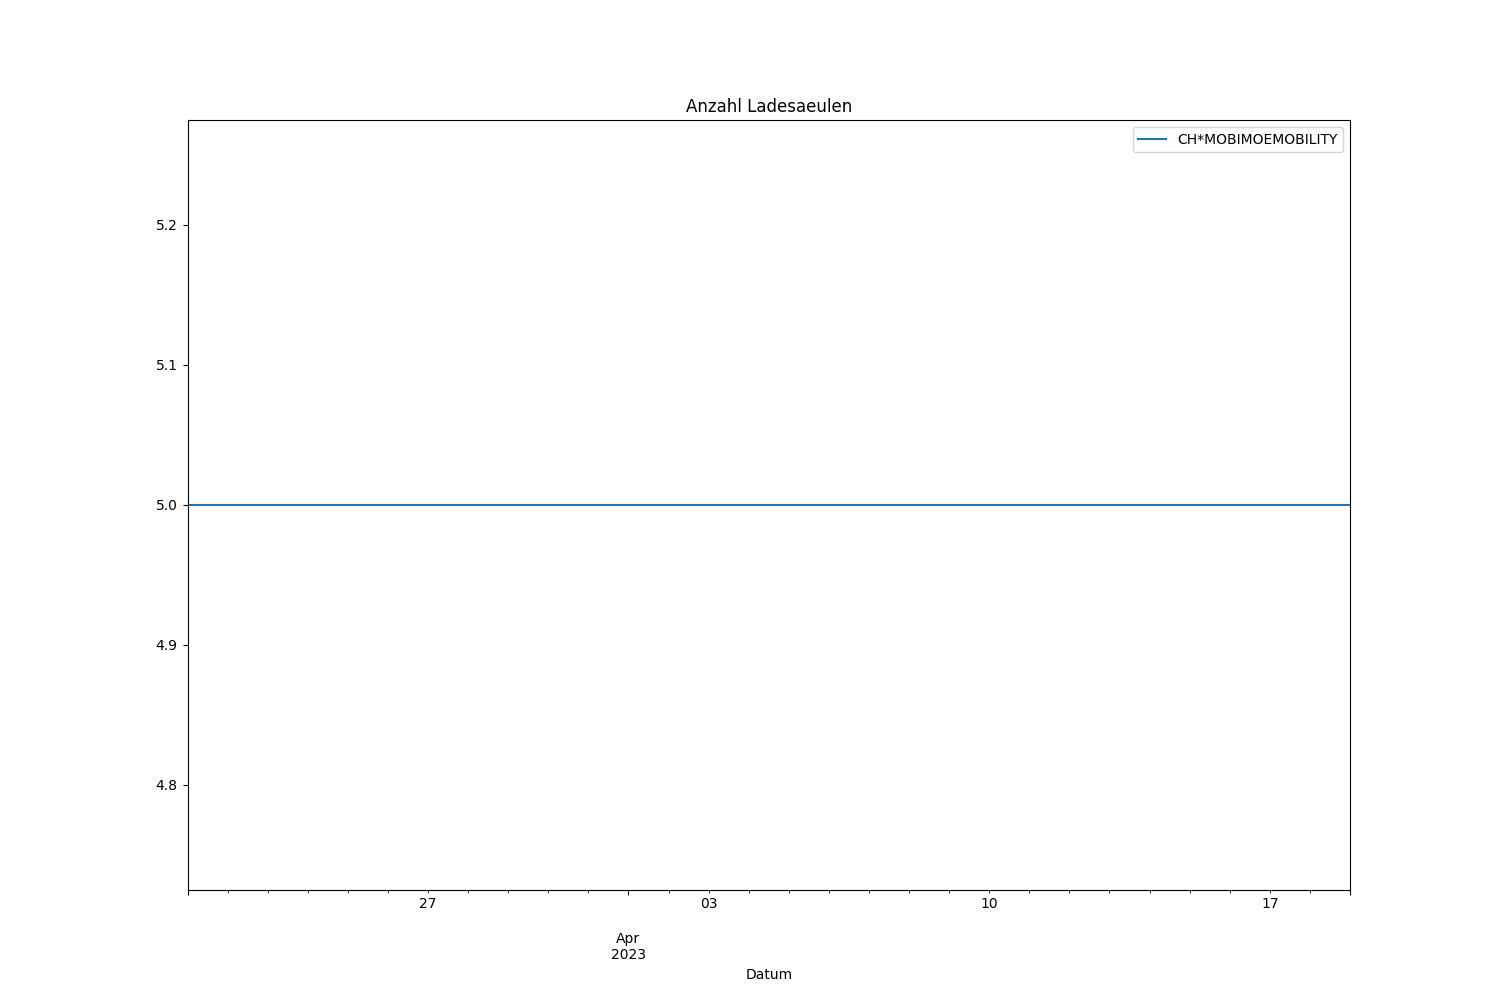 Anzahl Ladesaeulen
CH*MOBIMOEMOBILITY
5.2
5.1
5.0
4.9
4.8
27 03 10 17
Apr
2023
Datum